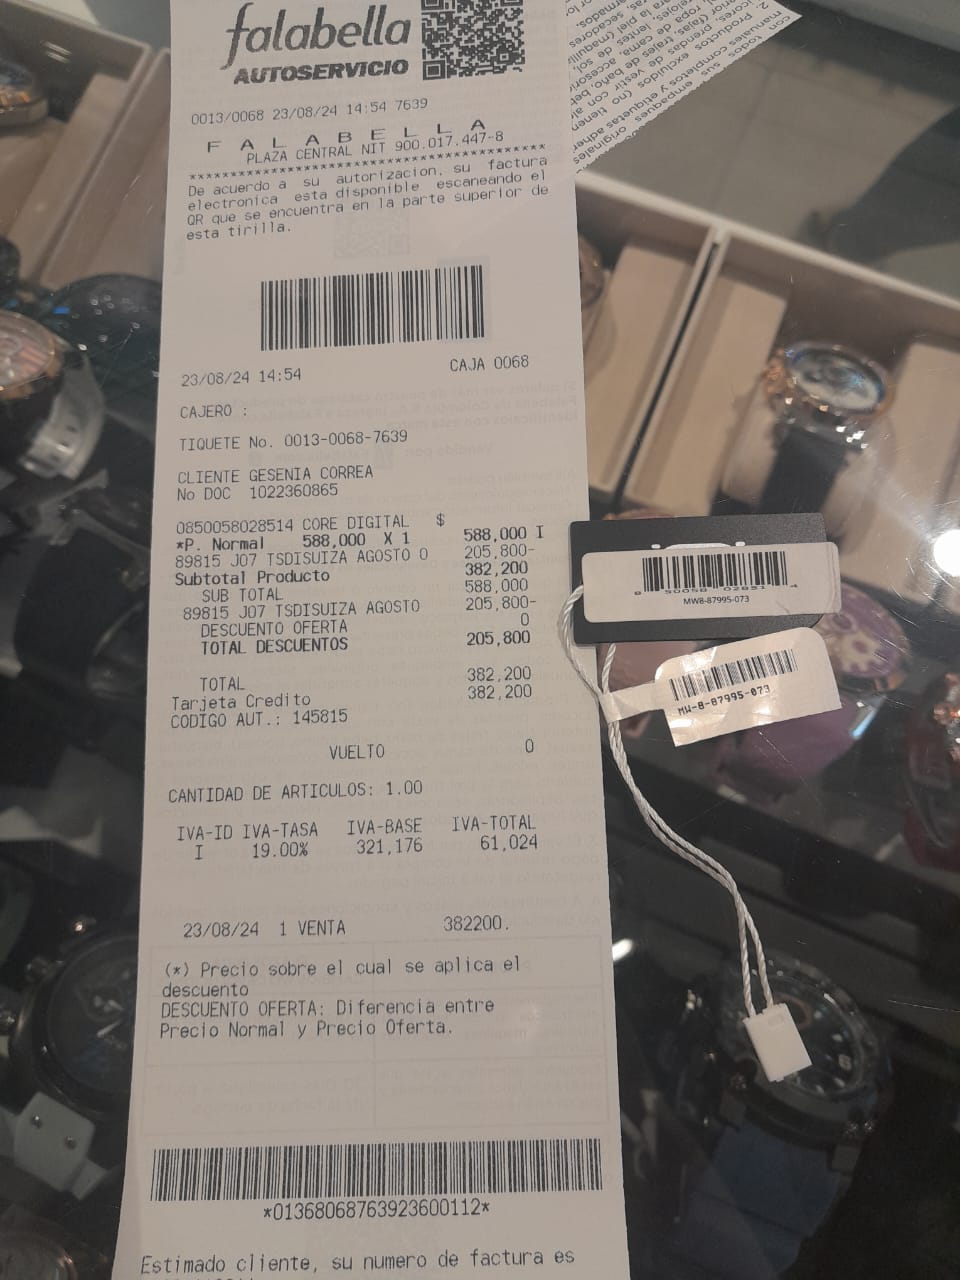 falabella
AUTOSERVICIO
0013/0068 23/08/24 14:54 7639
F A L A B E L L A
PLAZA CENTRAL NIT 900.017.447-8
De acuerdo a su autorizacion, su factura
electronica esta disponible escaneando el
QR que se encuentra en la parte superior de
esta tirilla.
23/08/24 14:54 CAJA 0068
CAJERO :
TIQUETE No. 0013-0068-7639
CLIENTE GESENIA CORREA
No DOC 1022360865
0850058028514 CORE DIGITAL $
*P. Normal 588,000 X 1 588,000 I
89815 J07 TSDISUIZA AGOSTO 0 205,800-
Subtotal Producto 382,200
SUB TOTAL 588,000
89815 J07 TSDISUIZA AGOSTO 205,800-
DESCUENTO OFERTA 0
TOTAL DESCUENTOS 205,800
TOTAL 382,200
Tarjeta Credito 382,200
CODIGO AUT.: 145815
VUELTO 0
CANTIDAD DE ARTICULOS: 1.00
IVA-ID IVA-TASA IVA-BASE IVA-TOTAL
I 19.00% 321,176 61,024
23/08/24 1 VENTA 382200.
(*) Precio sobre el cual se aplica el
descuento
DESCUENTO OFERTA: Diferencia entre
Precio Normal y Precio Oferta.
*01368068763923600112*
Estimado cliente, su numero de factura es
8 50058 02851 4
MW8-87995-073
MW-8-87995-073